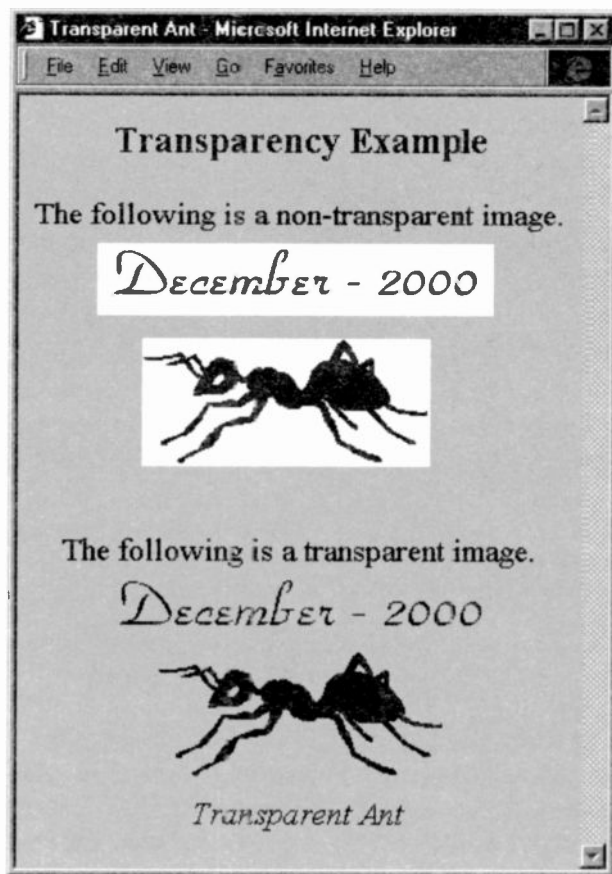 Transparent Ant - Microsoft Internet Explorer
File Edit View Go Favorites Help
Transparency Example
The following is a non-transparent image.
December - 2000
The following is a transparent image.
December - 2000
Transparent Ant